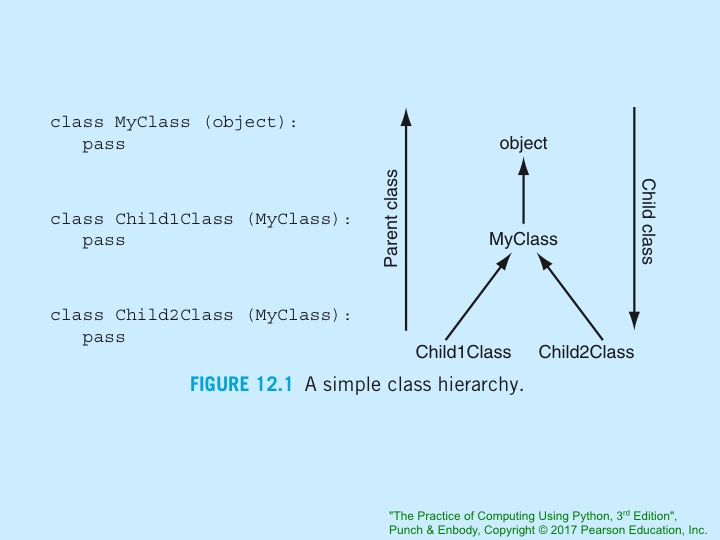 class MyClass (object):
   pass
class Child1Class (MyClass):
   pass
class Child2Class (MyClass):
   pass
Parent class
object
MyClass
Child1Class
Child2Class
Child class
FIGURE 12.1 A simple class hierarchy.
"The Practice of Computing Using Python, 3rd Edition",
Punch & Enbody, Copyright © 2017 Pearson Education, Inc.